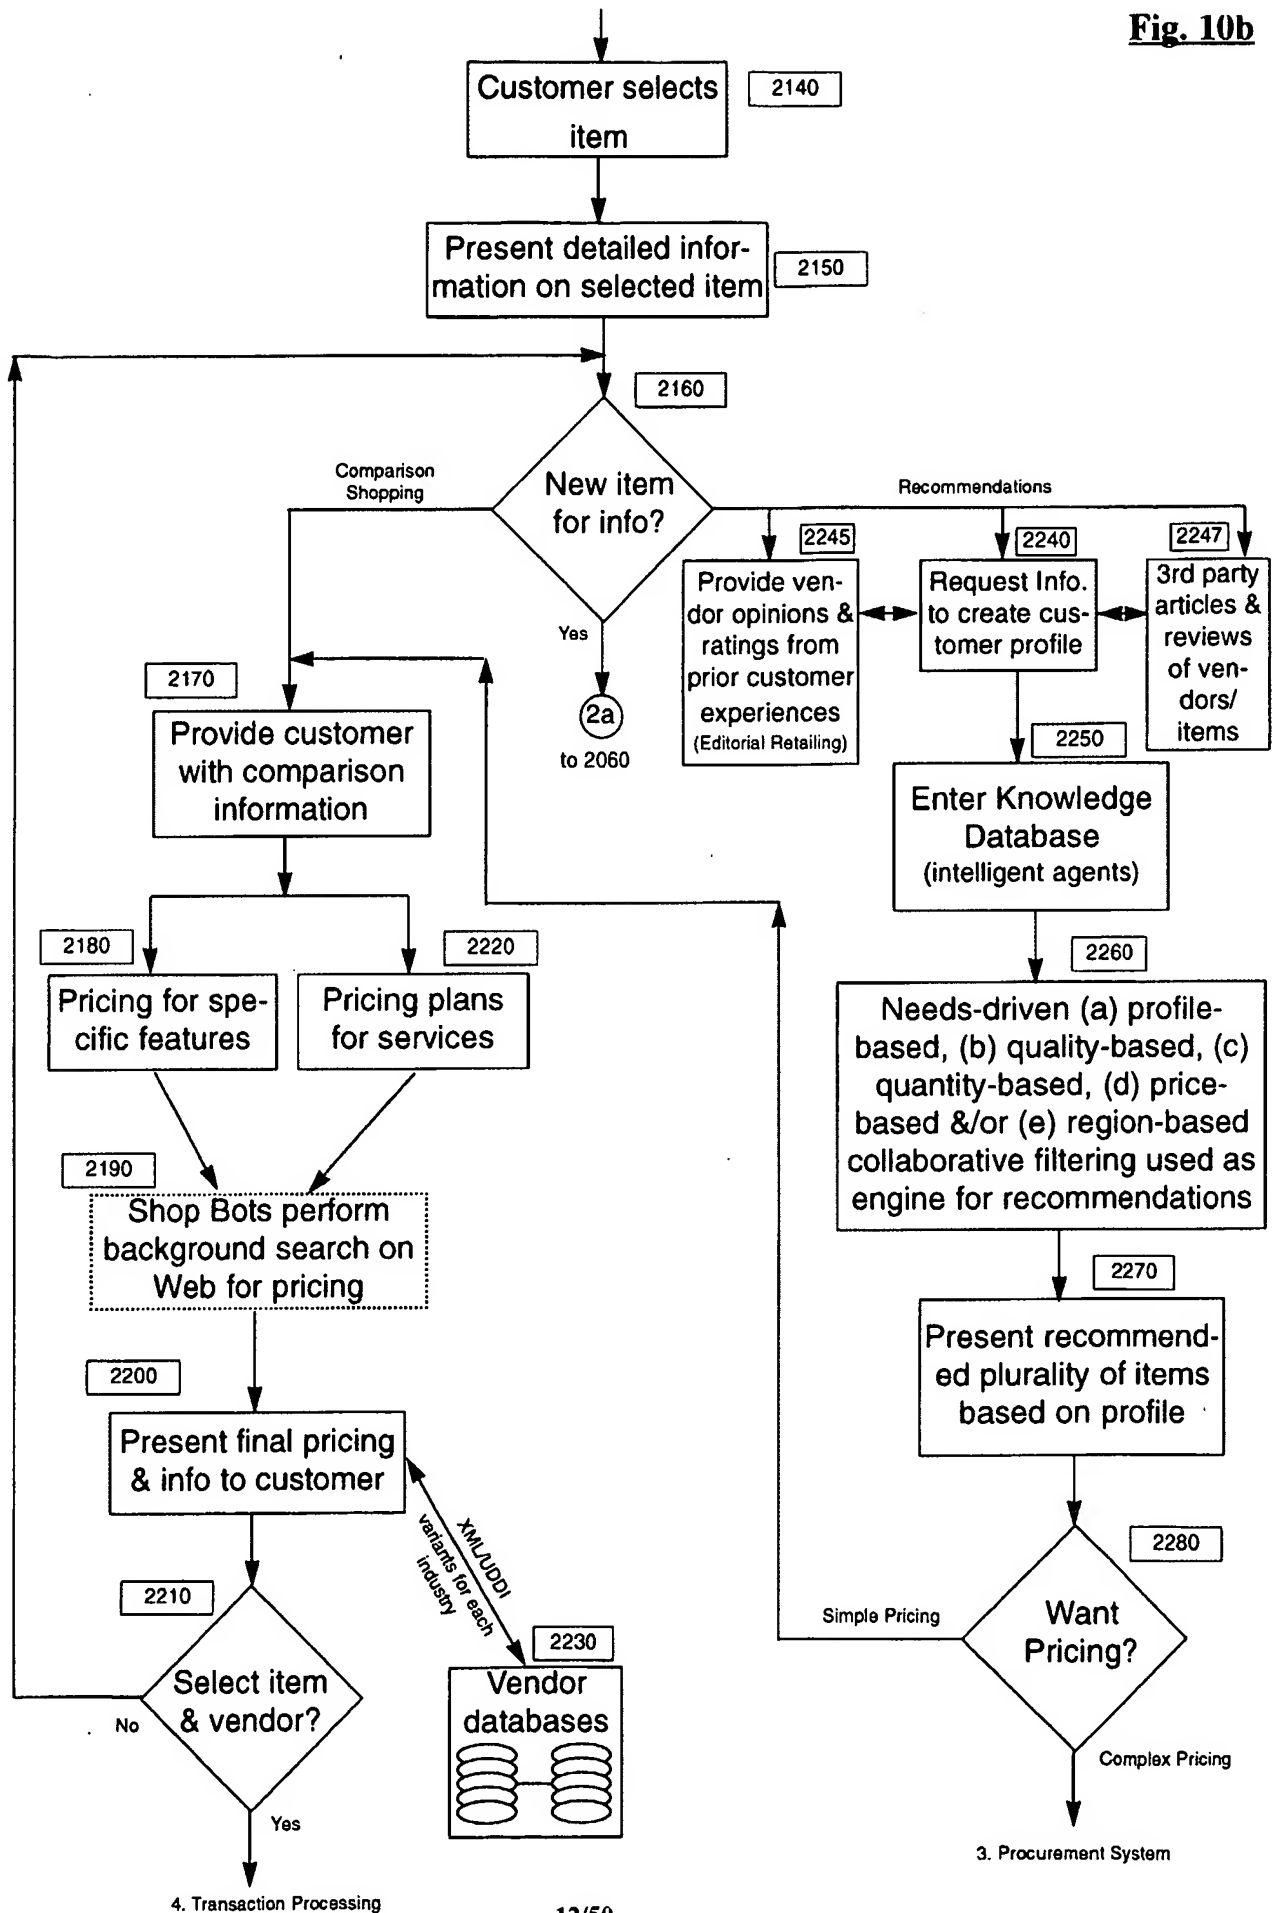 Fig. 10b
Customer selects
item
2140
Present detailed infor-
mation on selected item
2150
2160
New item
for info?
Comparison
Shopping
Recommendations
Yes
2a
to 2060
2245
Provide ven-
dor opinions &
ratings from
prior customer
experiences
(Editorial Retailing)
2240
Request Info.
to create cus-
tomer profile
2247
3rd party
articles &
reviews
of ven-
dors/
items
2170
Provide customer
with comparison
information
2250
Enter Knowledge
Database
(intelligent agents)
2180
Pricing for spe-
cific features
2220
Pricing plans
for services
2260
Needs-driven (a) profile-
based, (b) quality-based, (c)
quantity-based, (d) price-
based &/or (e) region-based
collaborative filtering used as
engine for recommendations
2190
Shop Bots perform
background search on
Web for pricing
2270
Present recommend-
ed plurality of items
based on profile
2200
Present final pricing
& info to customer
XML/UDDI
variants for each
industry
2280
Want
Pricing?
Simple Pricing
Complex Pricing
3. Procurement System
2210
Select item
& vendor?
No
Yes
4. Transaction Processing
2230
Vendor
databases